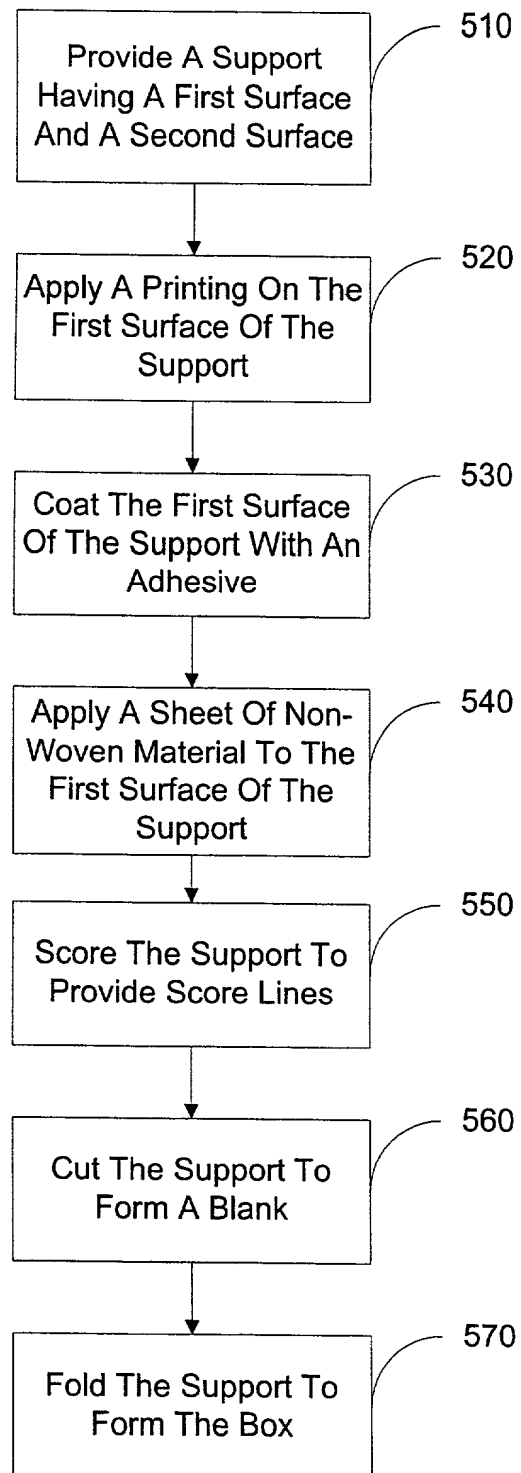 510
Provide A Support
Having A First Surface
And A Second Surface
520
Apply A Printing On The
First Surface Of The
Support
530
Coat The First Surface
Of The Support With An
Adhesive
540
Apply A Sheet Of Non-
Woven Material To The
First Surface Of The
Support
550
Score The Support To
Provide Score Lines
560
Cut The Support To
Form A Blank
570
Fold The Support To
Form The Box